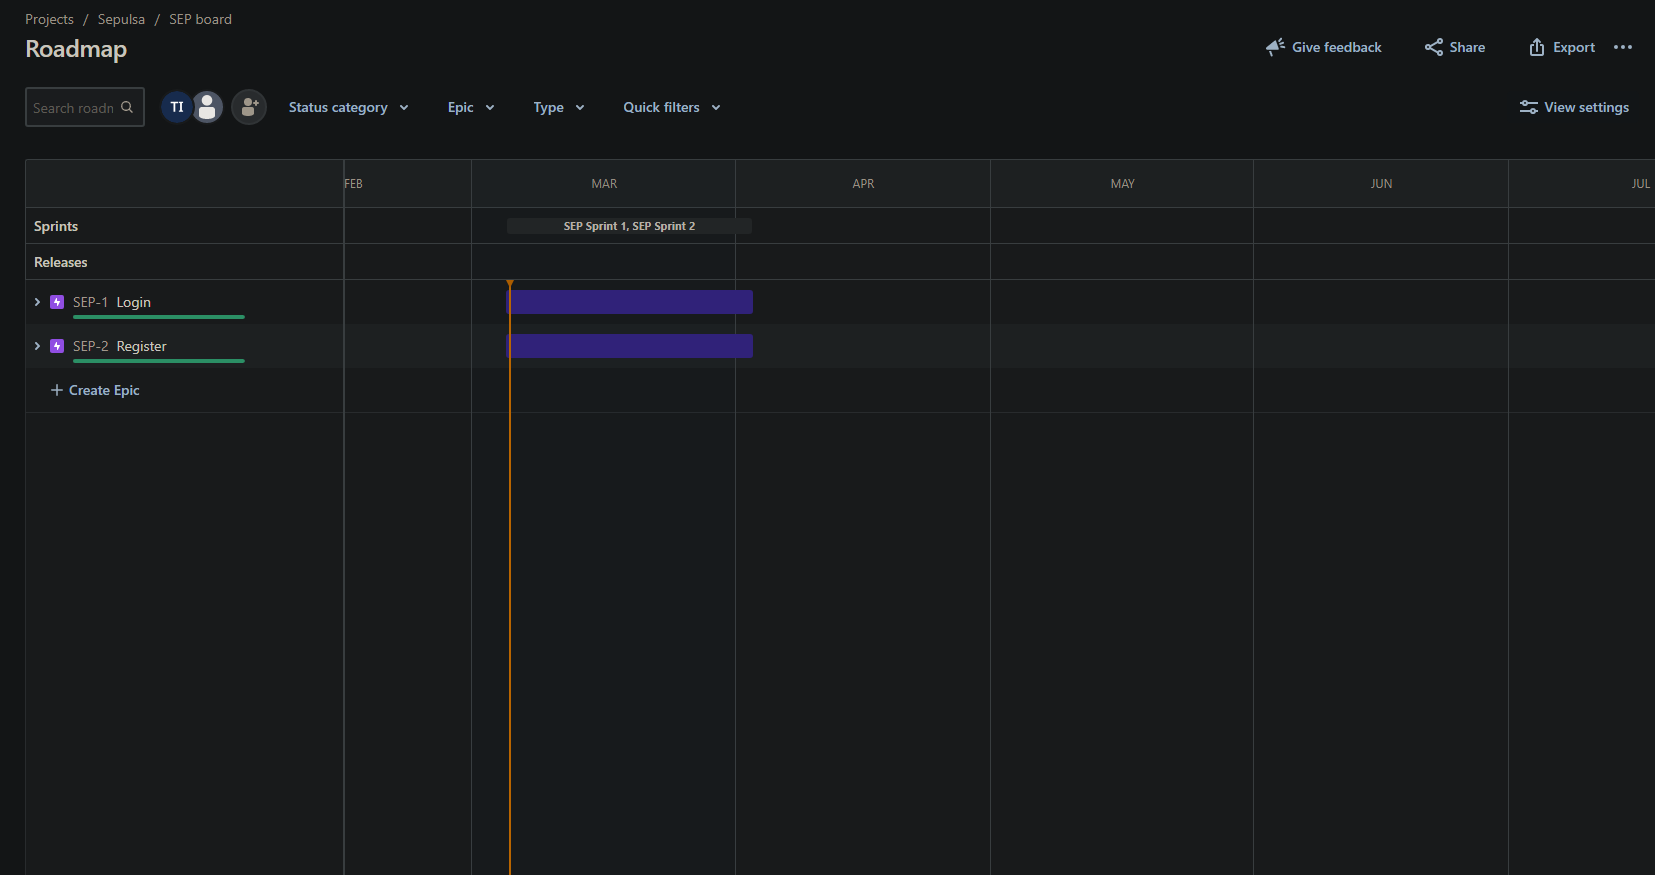 Projects / Sepulsa / SEP board
Roadmap
Give feedback
Share
Export
Search roadn
TI
Status category
Epic
Type
Quick filters
View settings
FEB
MAR
APR
MAY
JUN
JUL
Sprints
SEP Sprint 1, SEP Sprint 2
Releases
SEP-1 Login
SEP-2 Register
+ Create Epic